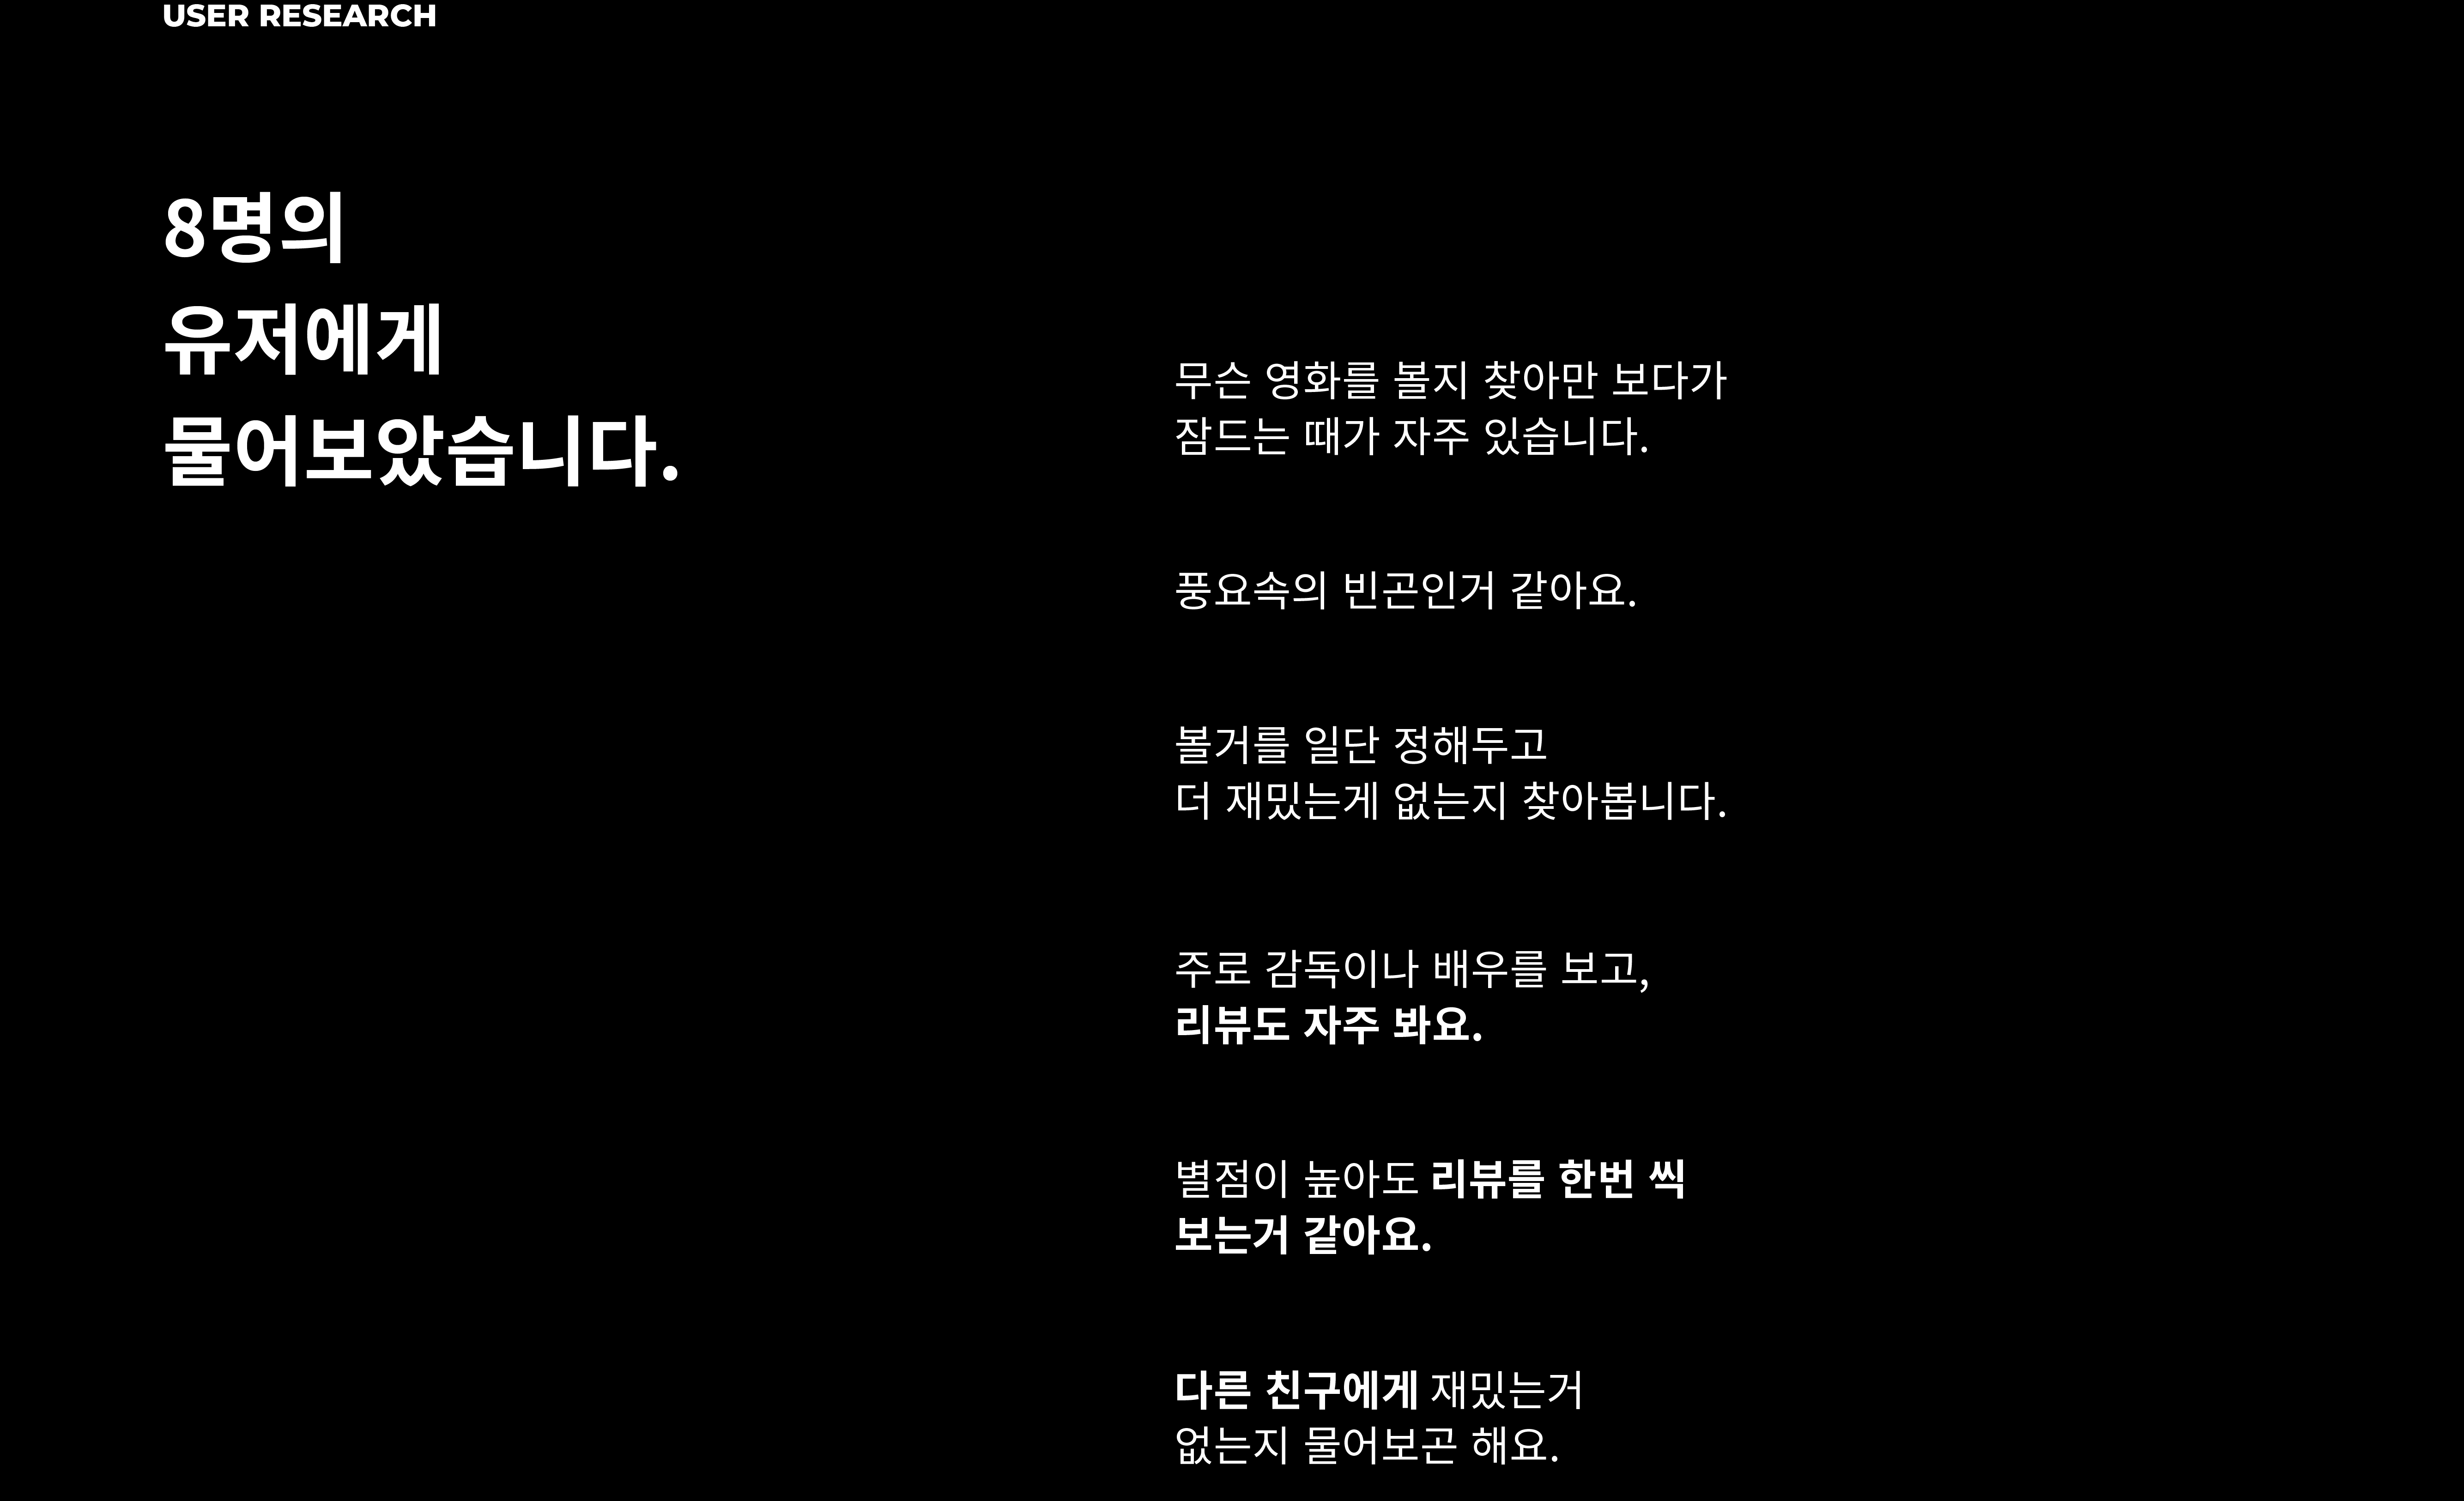 USER RESEARCH
8명의
유저에게
물어보았습니다.
무슨 영화를 볼지 찾아만 보다가
잠드는 때가 자주 있습니다.
풍요속의 빈곤인거 같아요.
볼거를 일단 정해두고
더 재밌는게 없는지 찾아봅니다.
주로 감독이나 배우를 보고,
리뷰도 자주 봐요.
별점이 높아도 리뷰를 한번 씩
보는거 같아요.
다른 친구에게 재밌는거
없는지 물어보곤 해요.